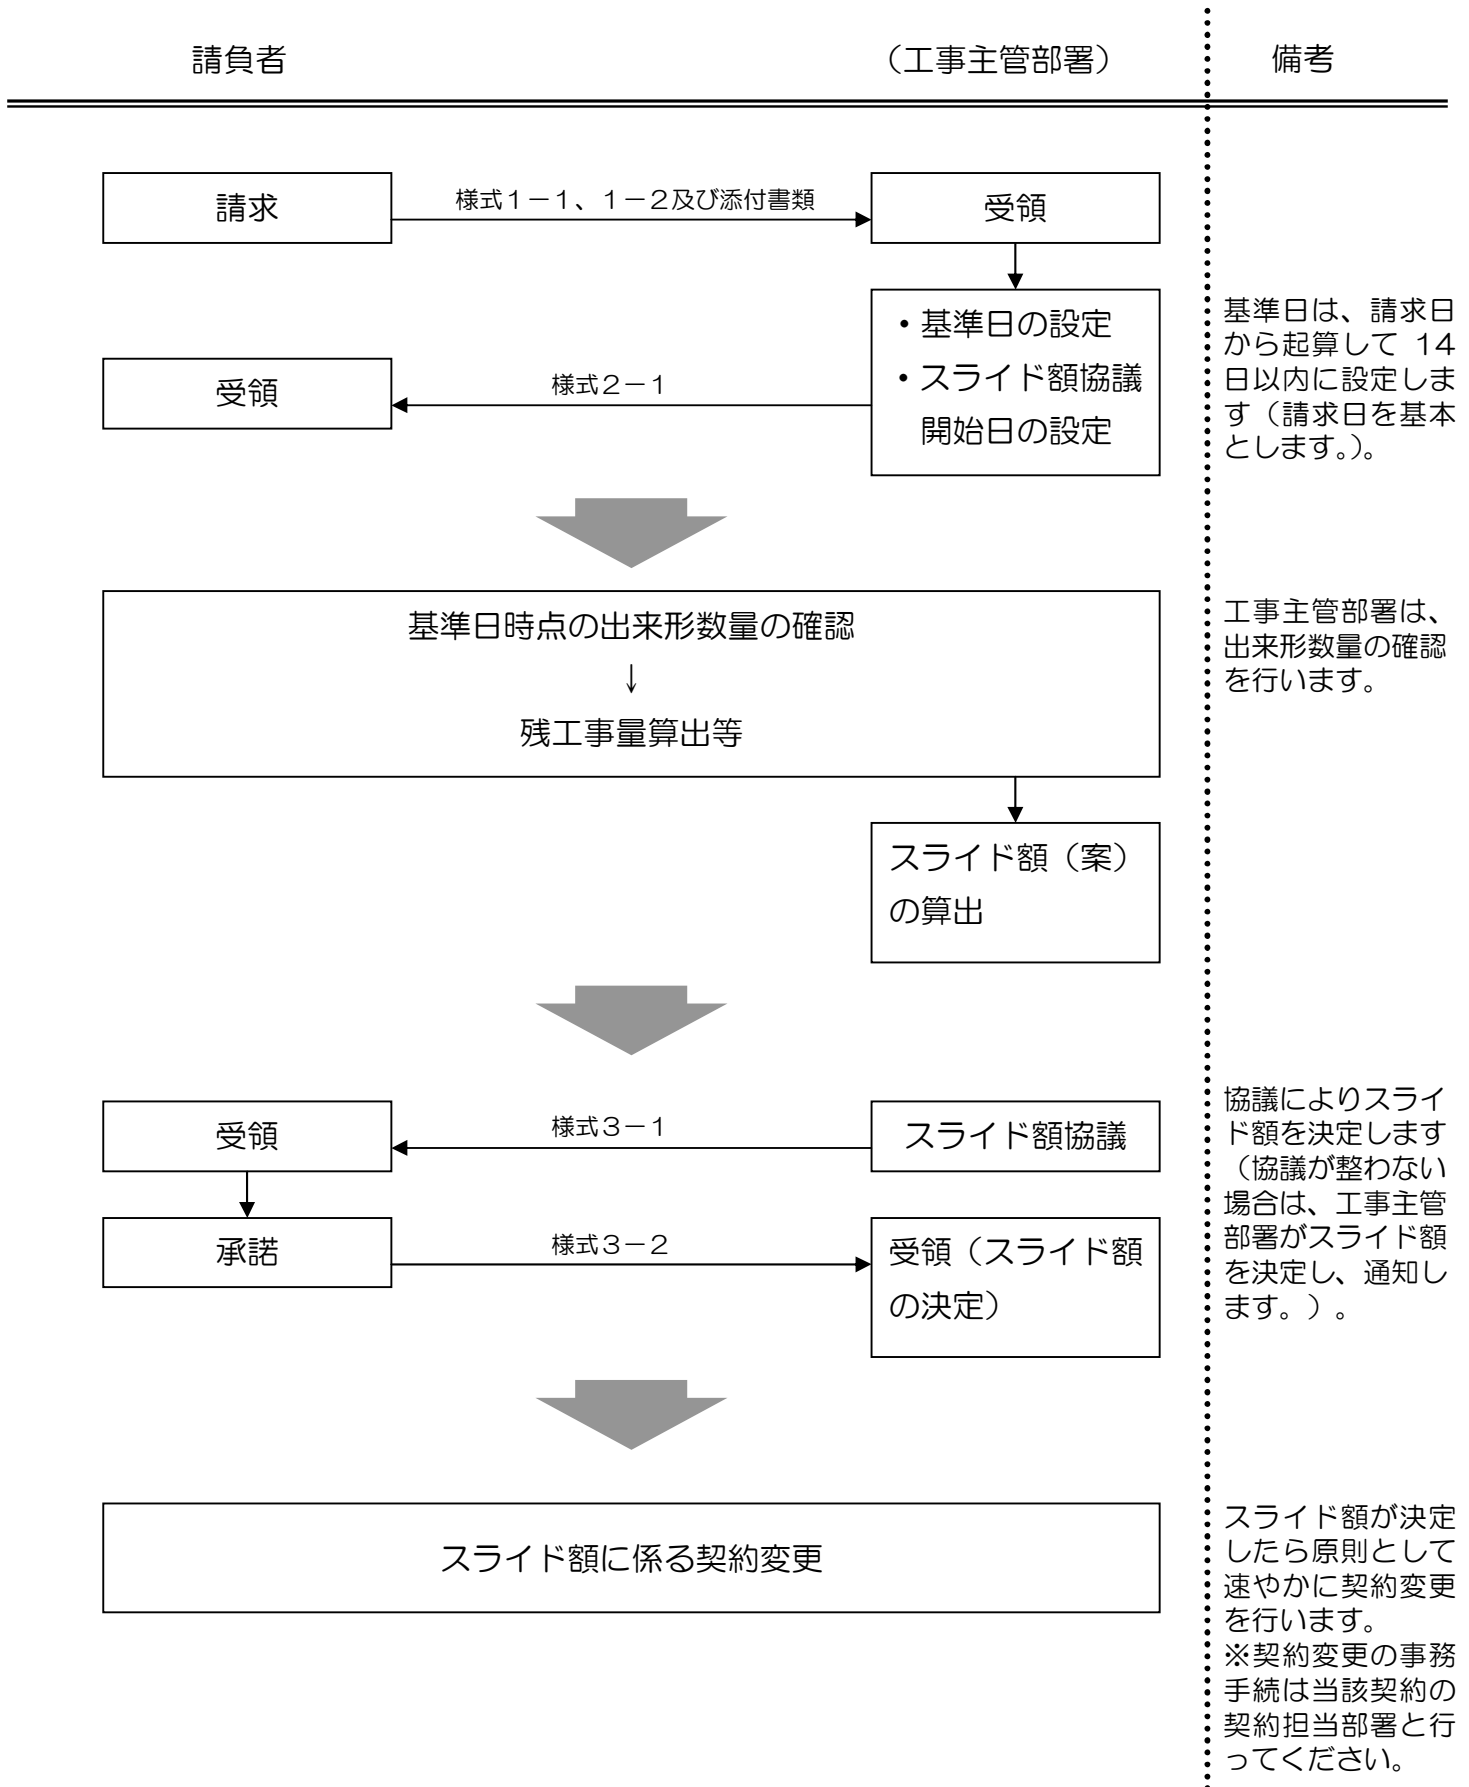 請負者
（工事主管部署）
備考
請求
様式１－１、１－２及び添付書類
受領
・基準日の設定
・スライド額協議
開始日の設定
受領
様式２－１
基準日は、請求日
から起算して 14
日以内に設定しま
す（請求日を基本
とします。）。
基準日時点の出来形数量の確認
↓
残工事量算出等
工事主管部署は、
出来形数量の確認
を行います。
スライド額（案）
の算出
受領
様式３－１
スライド額協議
承諾
様式３－２
受領（スライド額
の決定）
協議によりスライ
ド額を決定します
（協議が整わない
場合は、工事主管
部署がスライド額
を決定し、通知し
ます。）。
スライド額に係る契約変更
スライド額が決定
したら原則として
速やかに契約変更
を行います。
※契約変更の事務
手続は当該契約の
契約担当部署と行
ってください。